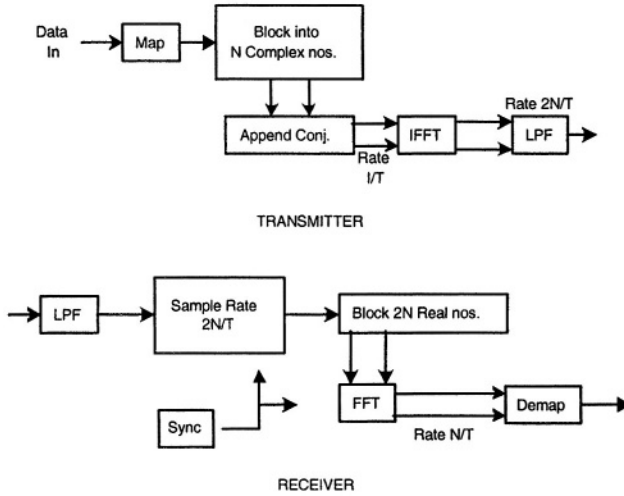 Data
In
Map
Block into
N Complex nos.
Append Conj.
Rate
I/T
IFFT
Rate 2N/T
LPF
TRANSMITTER
LPF
Sample Rate
2N/T
Block 2N Real nos.
Sync
FFT
Rate N/T
Demap
RECEIVER